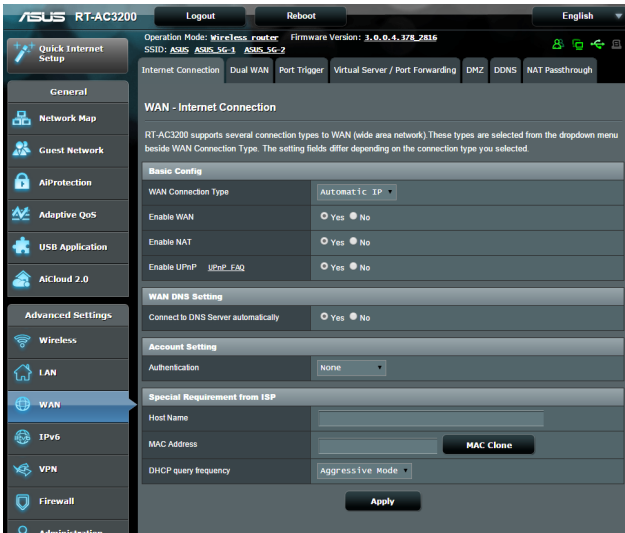 ASUS RT-AC3200 Logout Reboot English
Quick Internet Setup
General
Network Map
Guest Network
AiProtection
Adaptive QoS
USB Application
AiCloud 2.0
Advanced Settings
Wireless
LAN
WAN
IPv6
VPN
Firewall
Administration
Operation Mode: Wireless router Firmware Version: 3.0.0.4.378_2816
SSID: ASUS ASUS_5G-1 ASUS_5G-2
Internet Connection Dual WAN Port Trigger Virtual Server / Port Forwarding DMZ DDNS NAT Passthrough
WAN - Internet Connection
RT-AC3200 supports several connection types to WAN (wide area network).These types are selected from the dropdown menu
beside WAN Connection Type. The setting fields differ depending on the connection type you selected.
Basic Config
WAN Connection Type Automatic IP
Enable WAN Yes No
Enable NAT Yes No
Enable UPnP UPnP FAQ Yes No
WAN DNS Setting
Connect to DNS Server automatically Yes No
Account Setting
Authentication None
Special Requirement from ISP
Host Name
MAC Address MAC Clone
DHCP query frequency Aggressive Mode
Apply